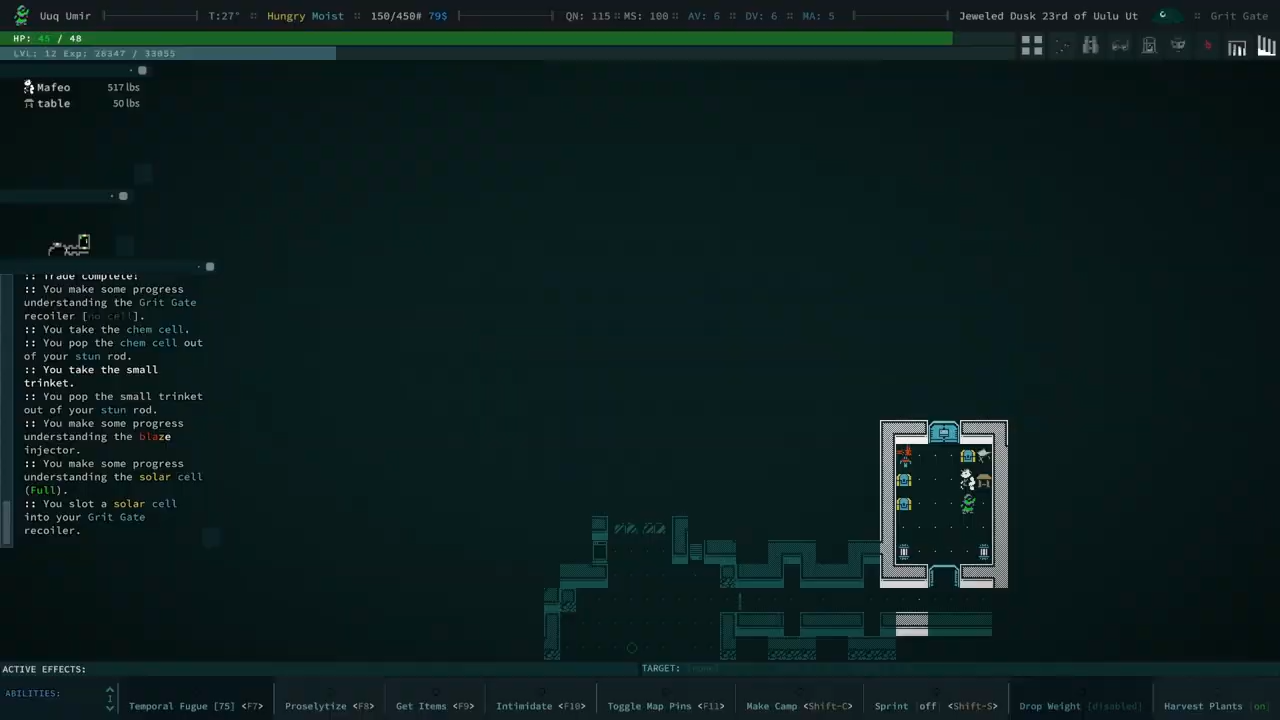 Uuq Umir
T:27° Hungry Moist 150/450# 79$
QN: 115 MS: 100 AV: 6 DV: 6 MA: 5
Jeweled Dusk 23rd of Uulu Ut
Grit Gate
HP: 45 / 48
LVL: 12 Exp: 28347 / 33055
Mafeo 517 lbs
table 50 lbs
:: Trade complete!
:: You make some progress
understanding the Grit Gate
recoiler [no cell].
:: You take the chem cell.
:: You pop the chem cell out
of your stun rod.
:: You take the small
trinket.
:: You pop the small trinket
out of your stun rod.
:: You make some progress
understanding the blaze
injector.
:: You make some progress
understanding the solar cell
(Full).
:: You slot a solar cell
into your Grit Gate
recoiler.
ACTIVE EFFECTS:
TARGET: [none]
ABILITIES:
1
Temporal Fugue [75] <F7>
Proselytize <F8>
Get Items <F9>
Intimidate <F10>
Toggle Map Pins <F11>
Make Camp <Shift-C>
Sprint [off] <Shift-S>
Drop Weight [disabled]
Harvest Plants [on]